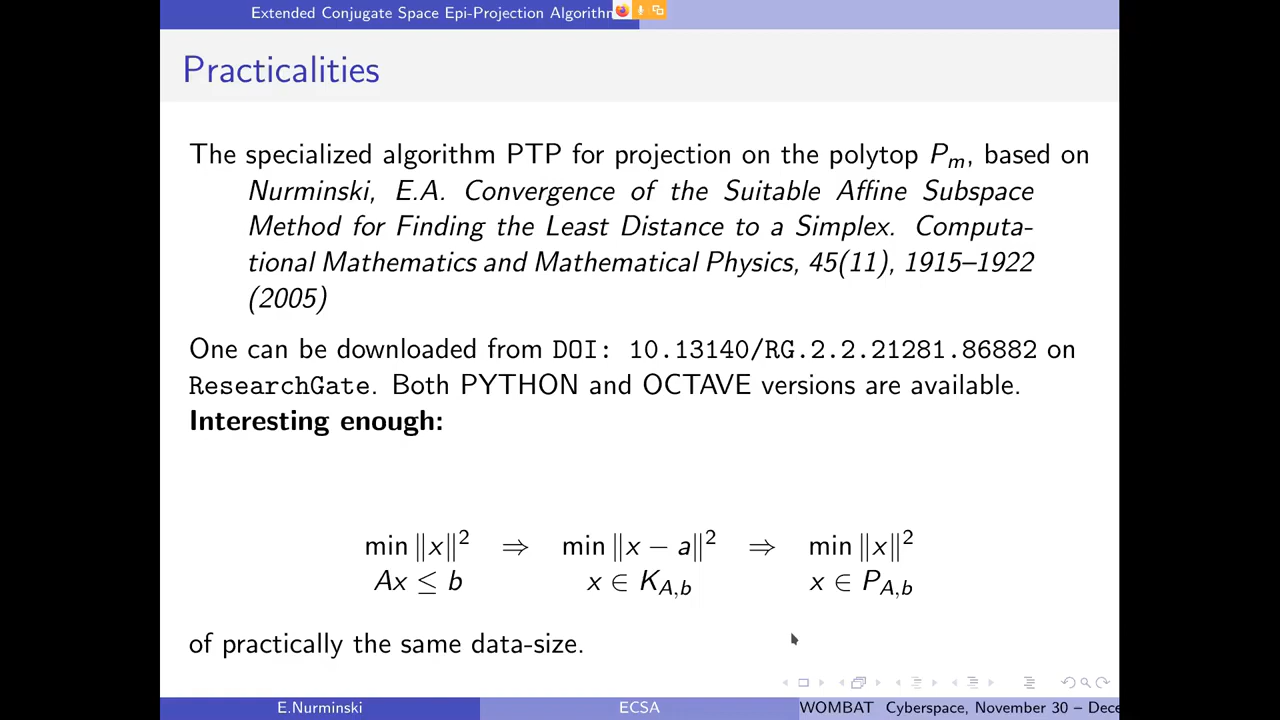 Extended Conjugate Space Epi-Projection Algorithm
Practicalities
The specialized algorithm PTP for projection on the polytop Pₘ, based on
Nurminski, E.A. Convergence of the Suitable Affine Subspace
Method for Finding the Least Distance to a Simplex. Computa-
tional Mathematics and Mathematical Physics, 45(11), 1915–1922
(2005)
One can be downloaded from DOI: 10.13140/RG.2.2.21281.86882 on
ResearchGate. Both PYTHON and OCTAVE versions are available.
Interesting enough:
min ‖x‖² ⇒ min ‖x − a‖² ⇒ min ‖x‖²
Ax ≤ b x ∈ K_{A,b} x ∈ P_{A,b}
of practically the same data-size.
E.Nurminski ECSA WOMBAT Cyberspace, November 30 – Dece